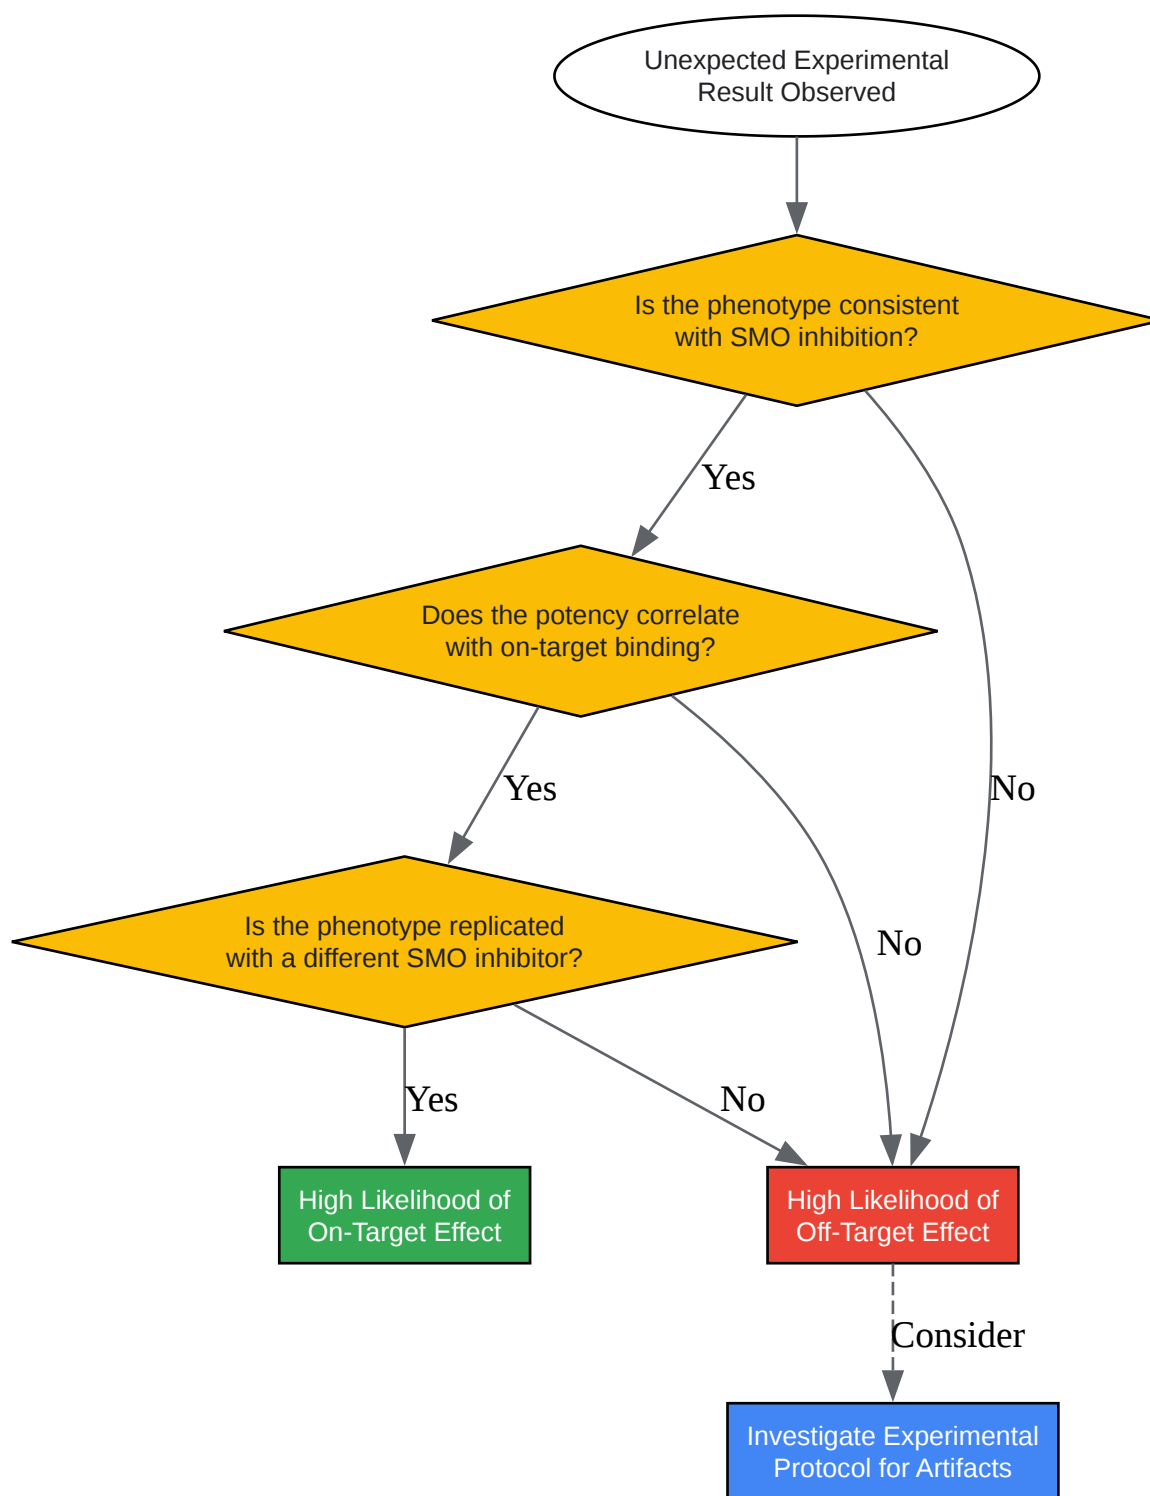 Unexpected Experimental
Result Observed
Is the phenotype consistent
with SMO inhibition?
Yes
Does the potency correlate
with on-target binding?
Yes
No
Is the phenotype replicated
with a different SMO inhibitor?
No
Yes
No
High Likelihood of
On-Target Effect
High Likelihood of
Off-Target Effect
Consider
Investigate Experimental
Protocol for Artifacts